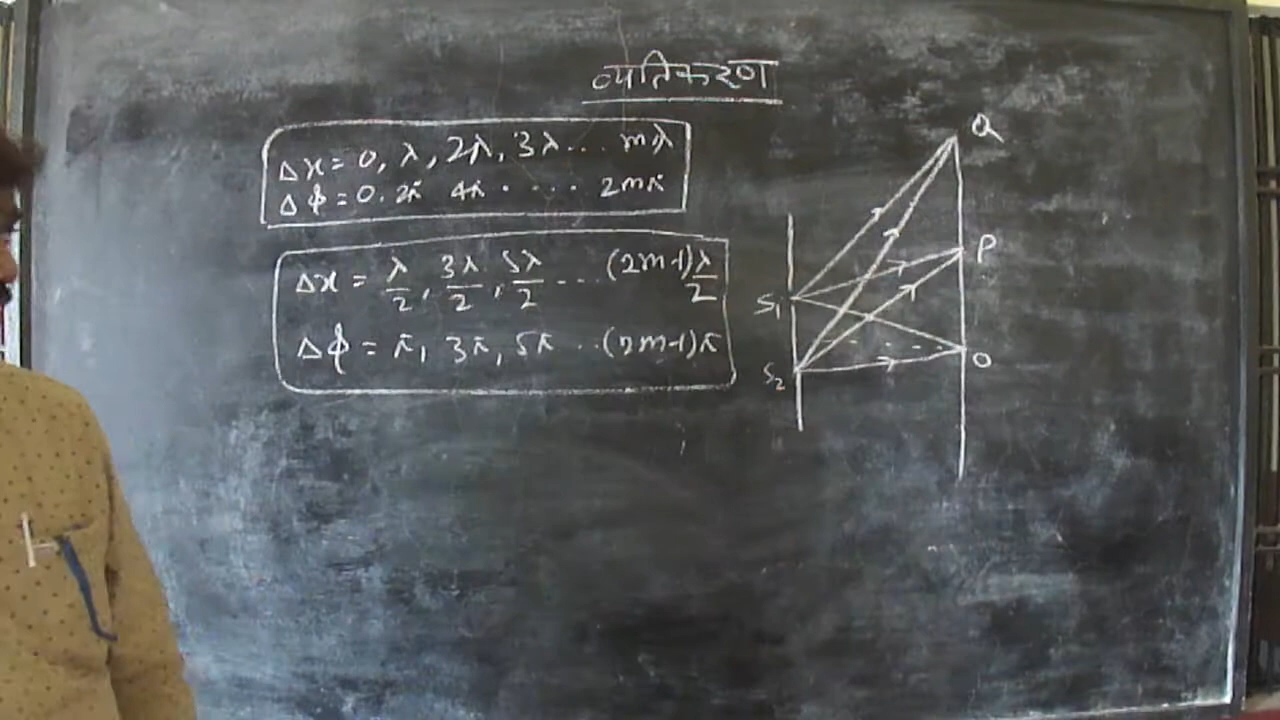 व्यतिकरण
Δx = 0, λ, 2λ, 3λ... mλ
Δφ = 0. 2π 4π · ... 2mπ
Δx = λ/2, 3λ/2, 5λ/2 ... (2m-1)λ/2
Δφ = π, 3π, 5π ..(2m-1)π
Q
P
S₁
O
S₂